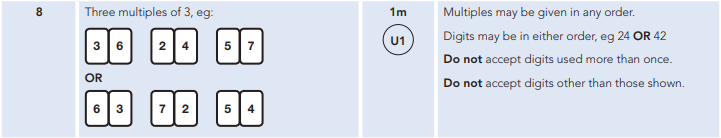 8
Three multiples of 3, eg:
3 6 2 4 5 7
OR
6 3 7 2 5 4
1m
U1
Multiples may be given in any order.
Digits may be in either order, eg 24 OR 42
Do not accept digits used more than once.
Do not accept digits other than those shown.